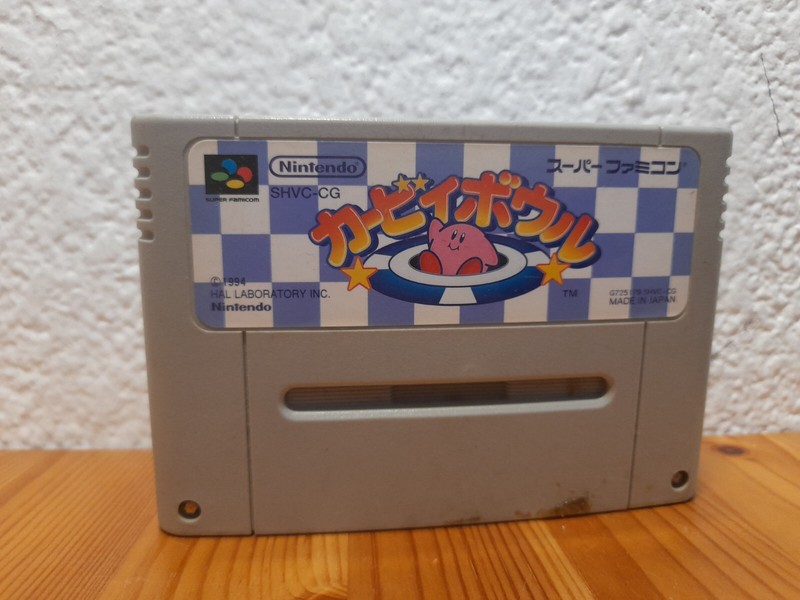 Nintendo
SUPER FAMICOM
SHVC-CG
スーパーファミコン
カービィボウル
TM
© 1994
HAL LABORATORY INC.
Nintendo
MADE IN JAPAN